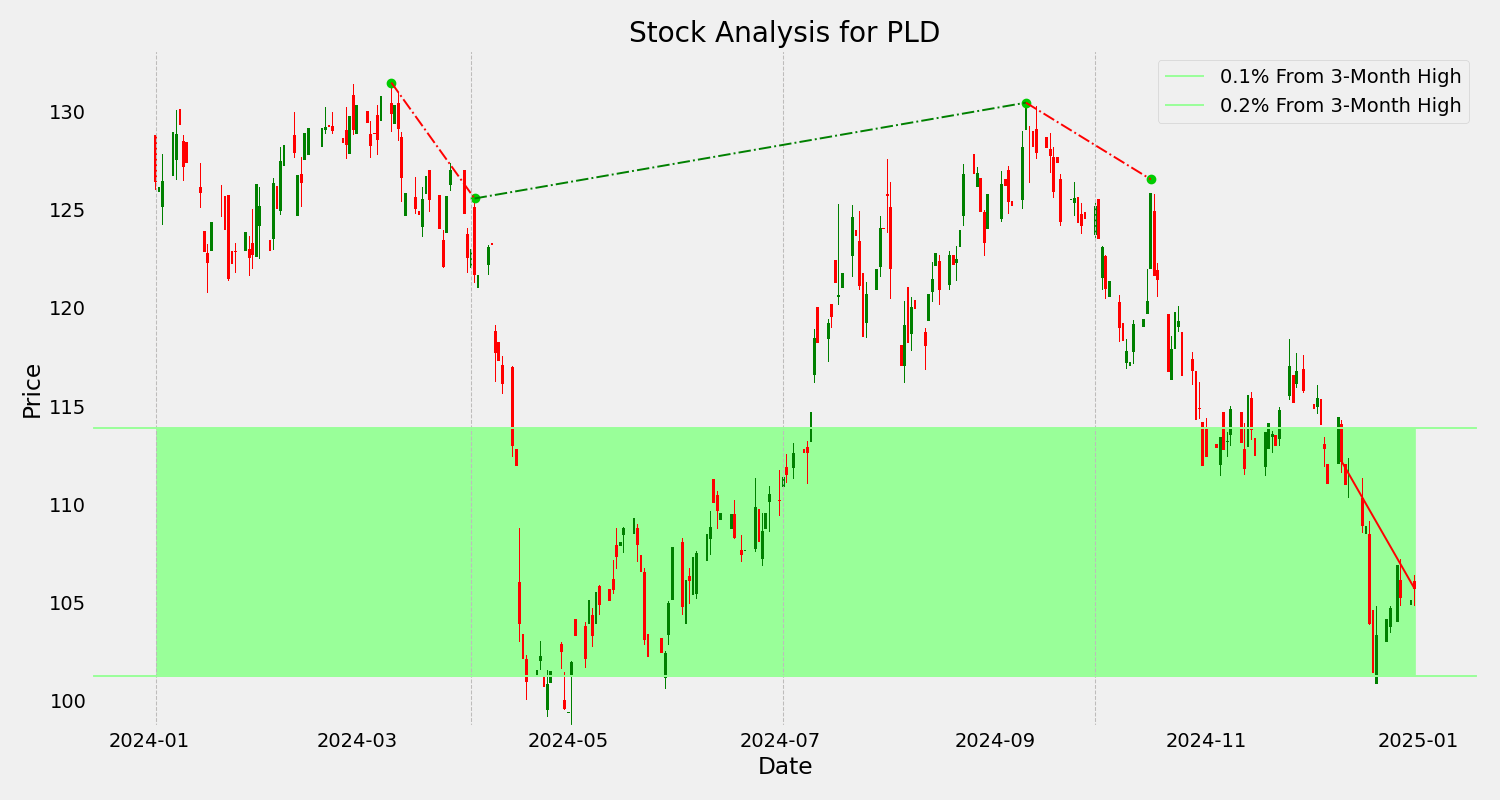 Stock Analysis for PLD
0.1% From 3-Month High
0.2% From 3-Month High
Price
130
125
120
115
110
105
100
2024-01
2024-03
2024-05
2024-07
2024-09
2024-11
2025-01
Date